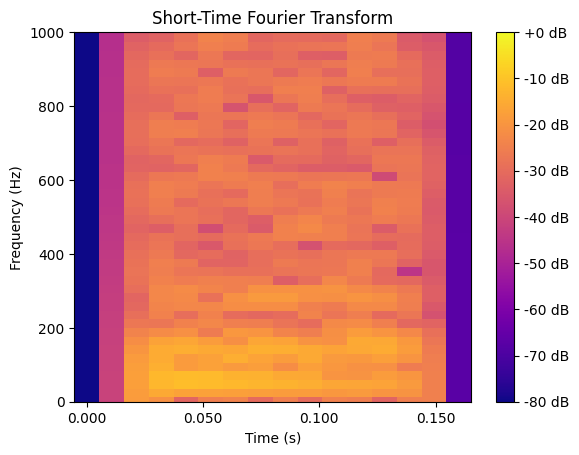 Short-Time Fourier Transform
1000
800
600
400
200
0
Frequency (Hz)
0.000
0.050
0.100
0.150
Time (s)
+0 dB
-10 dB
-20 dB
-30 dB
-40 dB
-50 dB
-60 dB
-70 dB
-80 dB